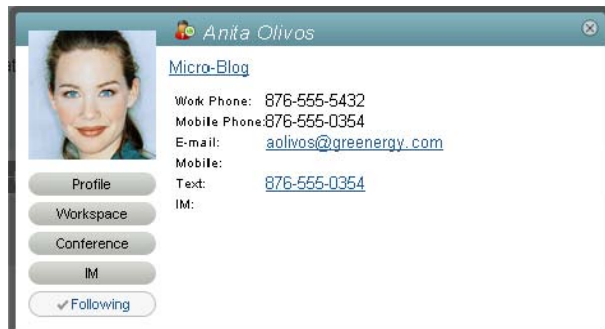 Anita Olivos
Micro-Blog
Work Phone: 876-555-5432
Mobile Phone: 876-555-0354
E-mail: aolivos@greenergy.com
Mobile:
Text: 876-555-0354
IM:
Profile
Workspace
Conference
IM
Following